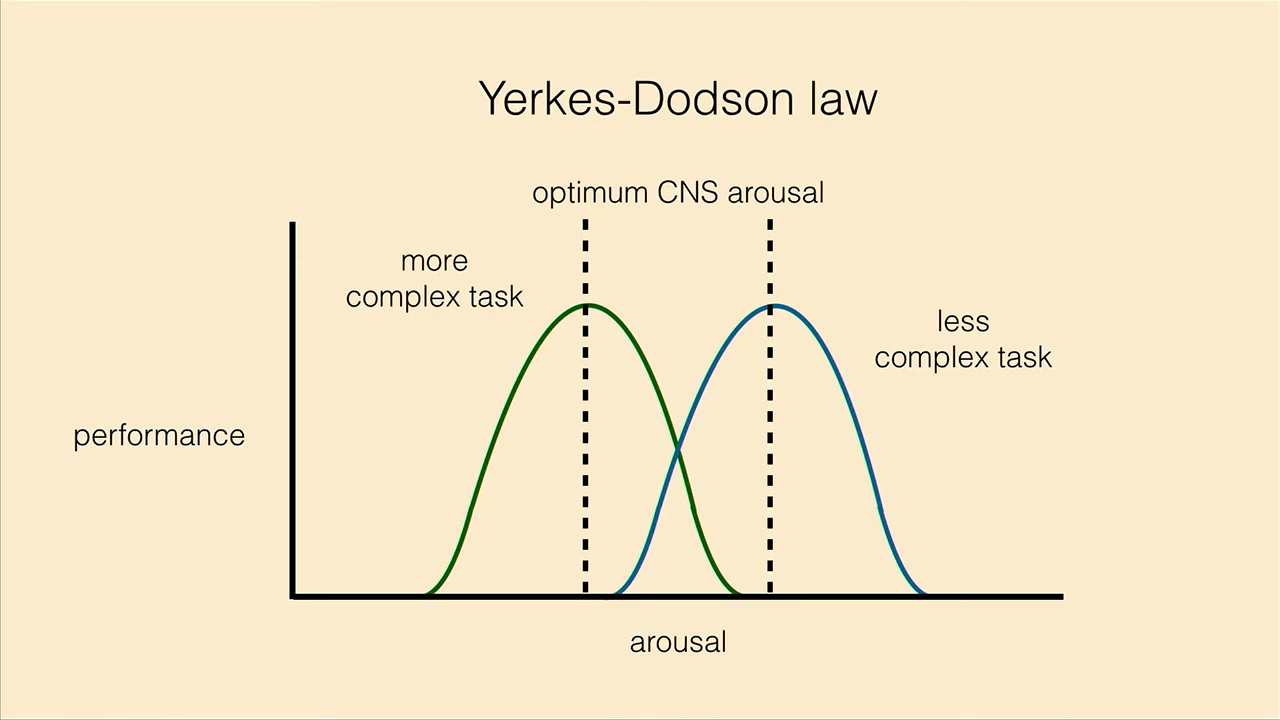 Yerkes-Dodson law
optimum CNS arousal
more
complex task
less
complex task
performance
arousal